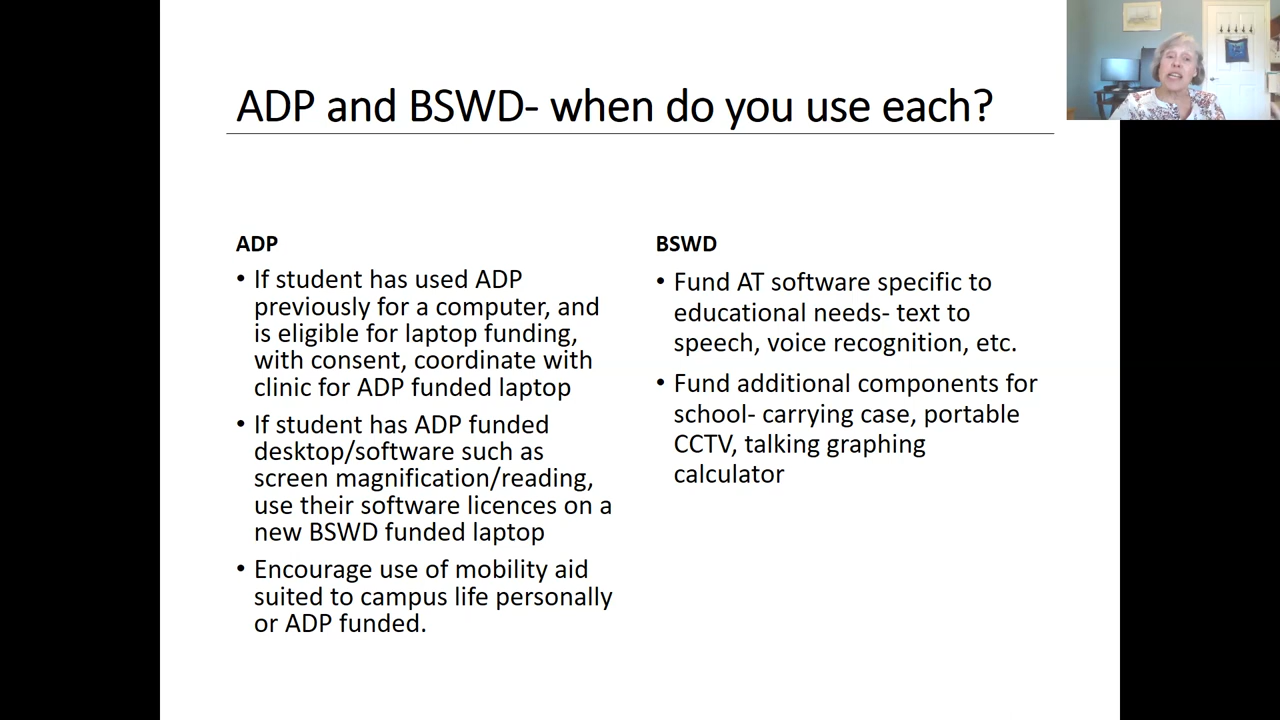 ADP and BSWD- when do you use each?
ADP
• If student has used ADP
previously for a computer, and
is eligible for laptop funding,
with consent, coordinate with
clinic for ADP funded laptop
• If student has ADP funded
desktop/software such as
screen magnification/reading,
use their software licences on a
new BSWD funded laptop
• Encourage use of mobility aid
suited to campus life personally
or ADP funded.
BSWD
• Fund AT software specific to
educational needs- text to
speech, voice recognition, etc.
• Fund additional components for
school- carrying case, portable
CCTV, talking graphing
calculator